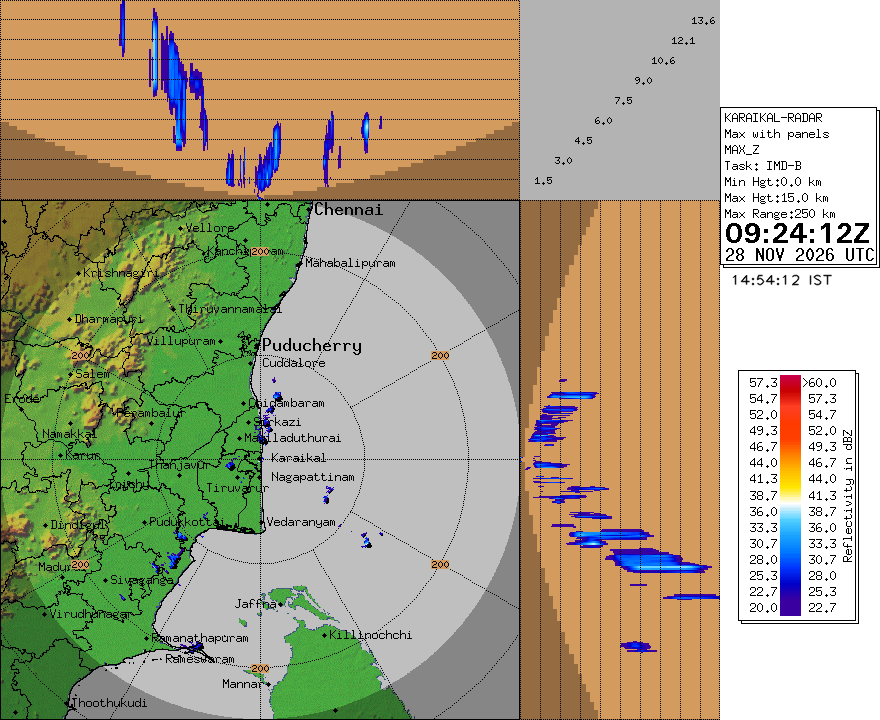 13.6
12.1
10.6
9.0
7.5
6.0
4.5
3.0
1.5
KARAIKAL-RADAR
Max with panels
MAX_Z
Task: IMD-B
Min Hgt:0.0 km
Max Hgt:15.0 km
Max Range:250 km
09:24:12Z
28 NOV 2026 UTC
14:54:12 IST
Chennai
Vellore
200
Mahabalipuram
Krishnagiri
Thiruvannamalai
Dharmapuri
Villupuram
Puducherry
200
200
Cuddalore
Salem
Erode
Chidambaram
Perambalur
Sirkazi
Namakkal
Mailladuthurai
Karur
Karaikal
Thanjavur
Nagapattinam
Tiruvarur
Dindigul
Pudukkottai
Vedaranyam
200
200
Sivaganga
Jaffna
Virudhunagar
Killinochchi
Ramanathapuram
Rameswaram
200
Mannar
Thoothukudi
57.3 >60.0
54.7 57.3
52.0 54.7
49.3 52.0
46.7 49.3
44.0 46.7
41.3 44.0
38.7 41.3
36.0 38.7
33.3 36.0
30.7 33.3
28.0 30.7
25.3 28.0
22.7 25.3
20.0 22.7
Reflectivity in dBZ